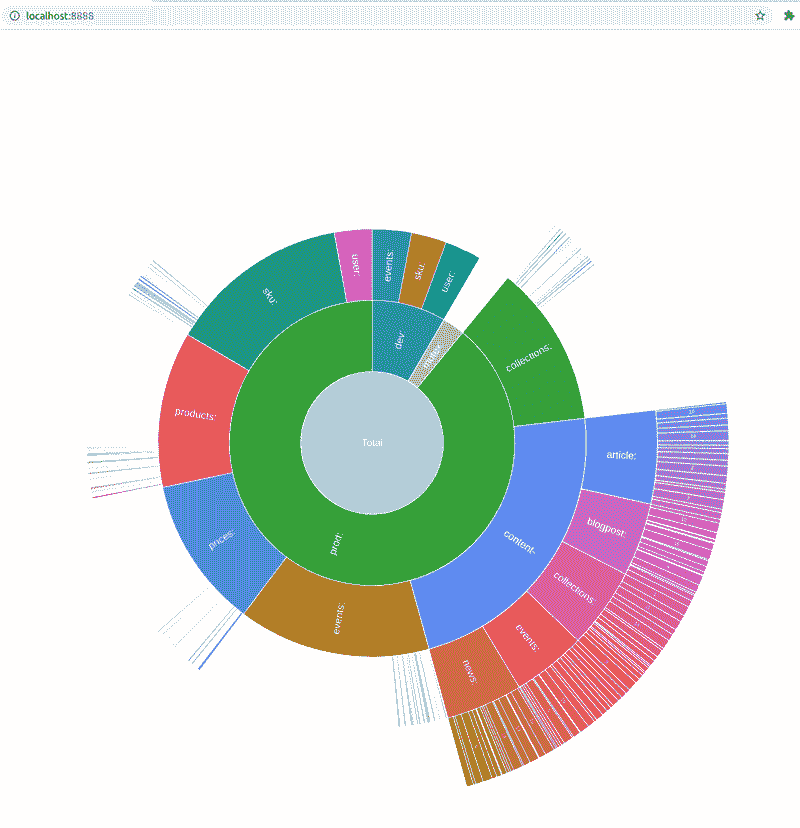 localhost:8888
user:
events:
sku:
user:
sku:
dev:
collections:
products:
Total
article:
prices:
prod:
content-
blogpost:
collections:
events:
events:
news: